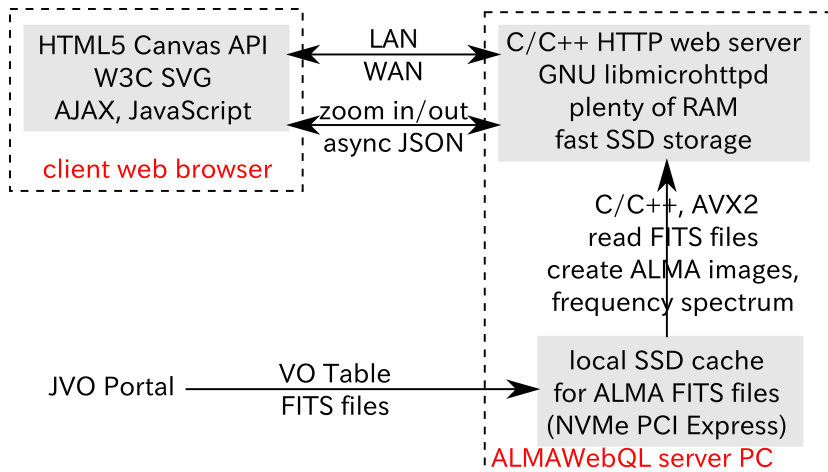 HTML5 Canvas API
W3C SVG
AJAX, JavaScript
client web browser
LAN
WAN
zoom in/out
async JSON
C/C++ HTTP web server
GNU libmicrohttpd
plenty of RAM
fast SSD storage
C/C++, AVX2
read FITS files
create ALMA images,
frequency spectrum
JVO Portal
VO Table
FITS files
local SSD cache
for ALMA FITS files
(NVMe PCI Express)
ALMAWebQL server PC